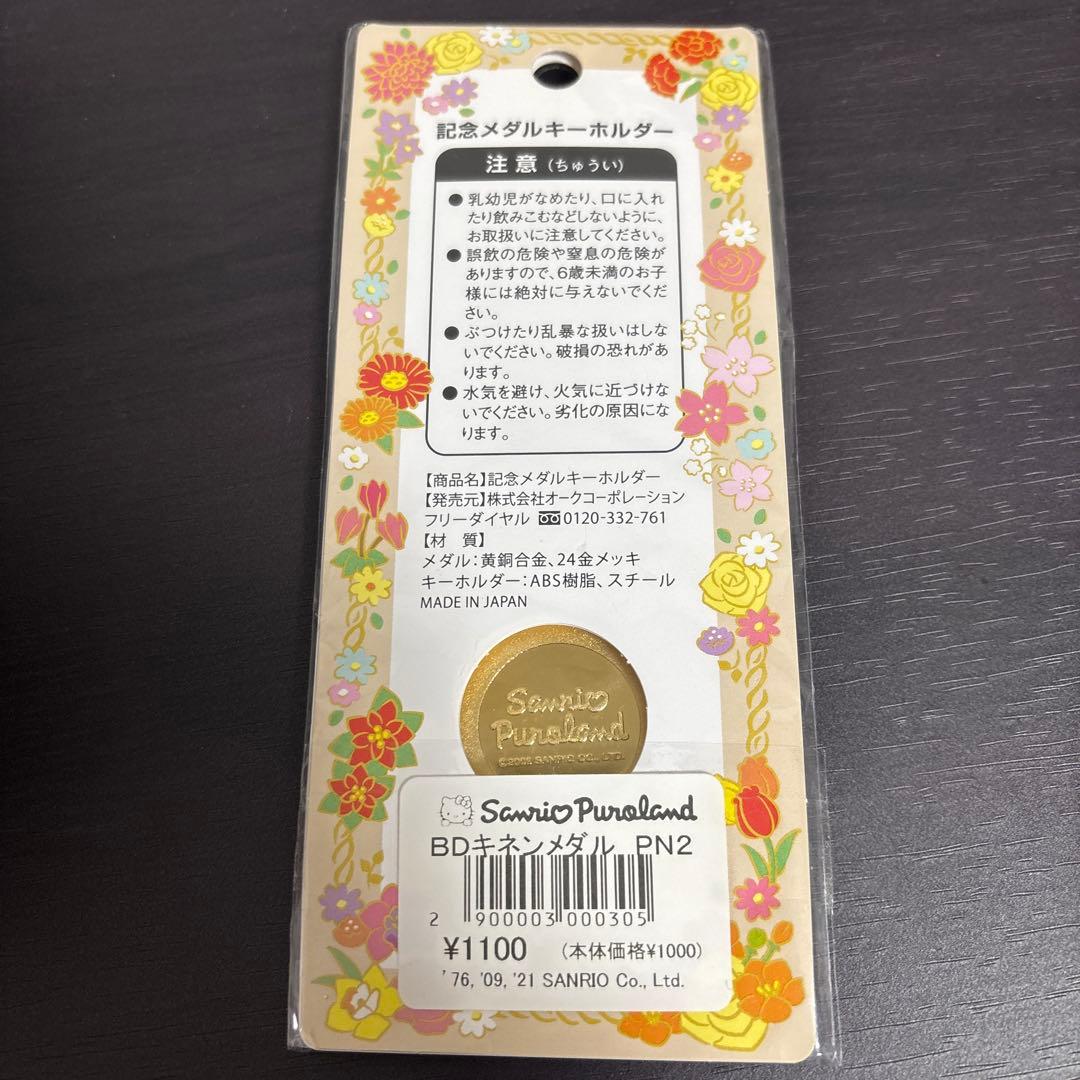 記念メダルキーホルダー
注意(ちゅうい)
●乳幼児がなめたり、口に入れ
たり飲みこむなどしないように、
お取扱いに注意してください。
●誤飲の危険や窒息の危険が
ありますので、6歳未満のお子
様には絶対に与えないでくだ
さい。
●ぶつけたり乱暴な扱いはしな
いでください。破損の恐れがあ
ります。
●水気を避け、火気に近づけな
いでください。劣化の原因にな
ります。
【商品名】記念メダルキーホルダー
【発売元】株式会社オークコーポレーション
フリーダイヤル 0120-332-761
【材 質】
メダル:黄銅合金、24金メッキ
キーホルダー:ABS樹脂、スチール
MADE IN JAPAN
Sanrio
Puroland
SANRIO CO., LTD.
Sanrio Puroland
BDキネンメダル PN2
2 900003 000305
¥1100 (本体価格¥1000)
'76, '09, '21 SANRIO Co., Ltd.